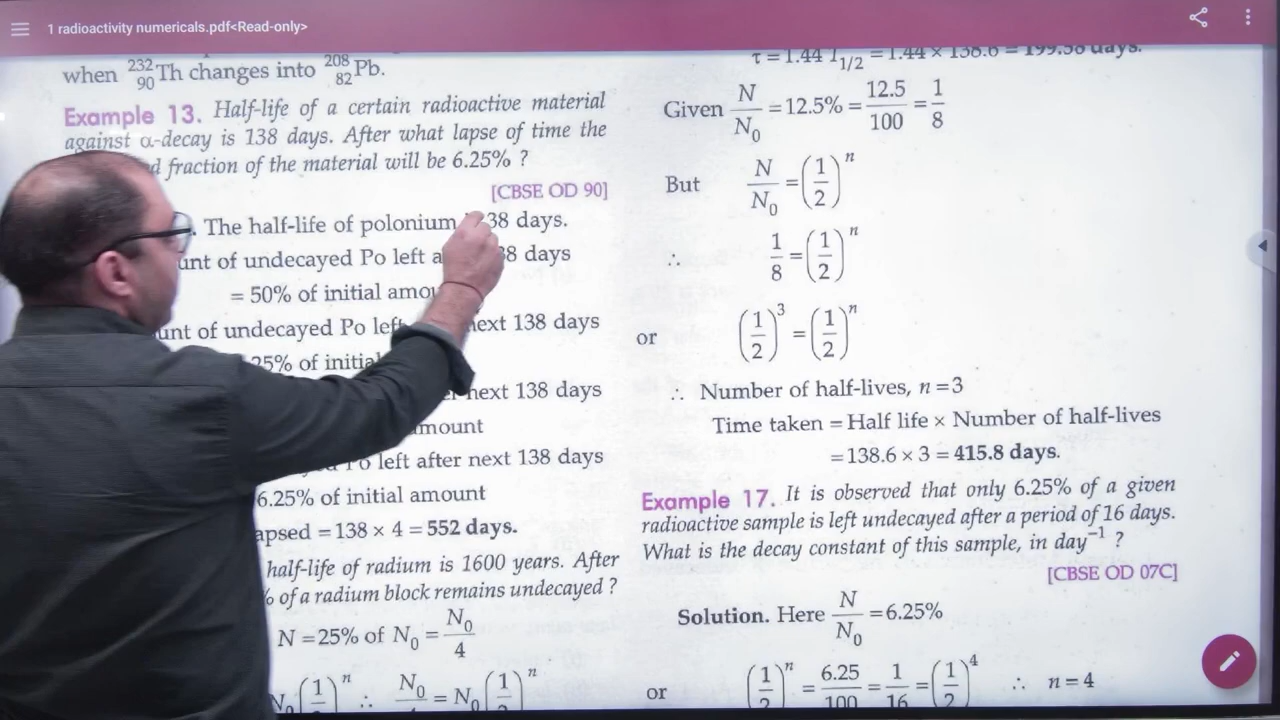 1 radioactivity numericals.pdf<Read-only>
when ²³²₉₀Th changes into ²⁰⁸₈₂Pb.
Example 13. Half-life of a certain radioactive material
against α-decay is 138 days. After what lapse of time the
fraction of the material will be 6.25% ?
[CBSE OD 90]
The half-life of polonium 38 days.
of undecayed Po left 38 days
= 50% of initial
of undecayed Po left next 138 days
25% of
next 138 days
left after next 138 days
6.25% of initial amount
= 138 × 4 = 552 days.
half-life of radium is 1600 years. After
% of a radium block remains undecayed ?
N = 25% of N₀ = N₀/4
N₀(1/2)ⁿ ∴ N₀/4 = N₀(1/2)ⁿ
τ = 1.44 T₁/₂ = 1.44 × 138.6 = 199.58 days.
Given N/N₀ = 12.5% = 12.5/100 = 1/8
But N/N₀ = (1/2)ⁿ
∴ 1/8 = (1/2)ⁿ
or (1/2)³ = (1/2)ⁿ
∴ Number of half-lives, n = 3
Time taken = Half life × Number of half-lives
= 138.6 × 3 = 415.8 days.
Example 17. It is observed that only 6.25% of a given
radioactive sample is left undecayed after a period of 16 days.
What is the decay constant of this sample, in day⁻¹ ?
[CBSE OD 07C]
Solution. Here N/N₀ = 6.25%
or (1/2)ⁿ = 6.25/100 = 1/16 = (1/2)⁴ ∴ n = 4